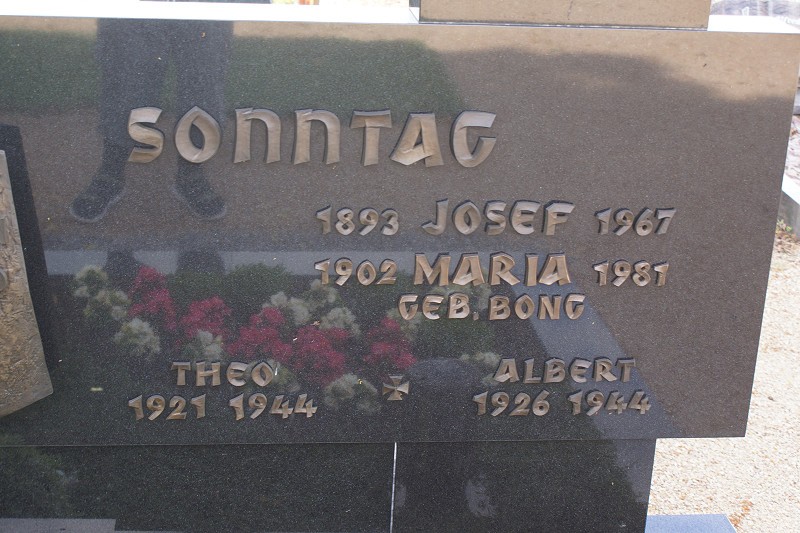 SONNTAG
1893 JOSEF 1967
1902 MARIA 1981
GEB. BONG
THEO ALBERT
1921 1944 1926 1944